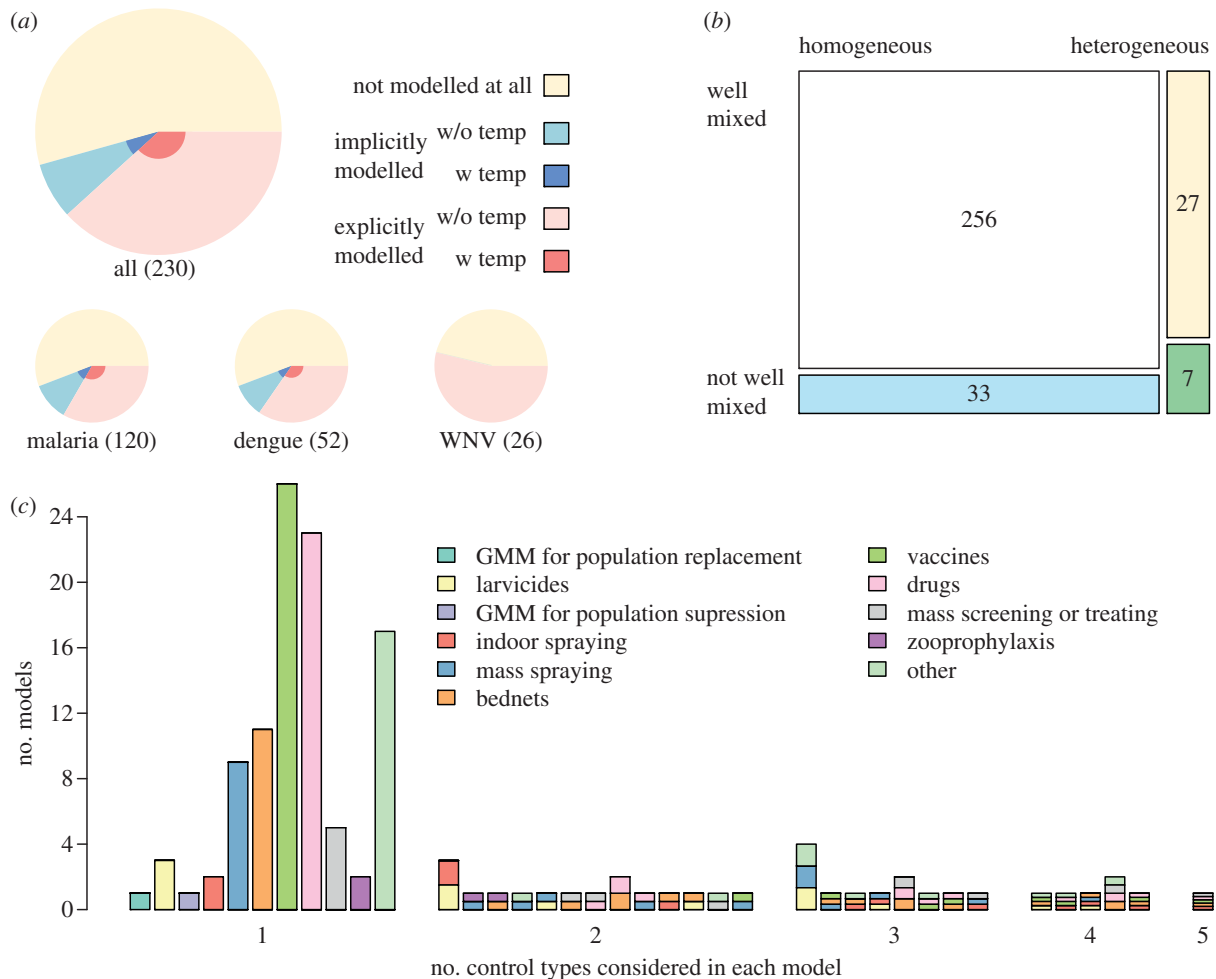 (a)
not modelled at all
implicitly
modelled
w/o temp
w temp
explicitly
modelled
w/o temp
w temp
all (230)
malaria (120)
dengue (52)
WNV (26)
(b)
homogeneous
heterogeneous
well
mixed
256
27
not well
mixed
33
7
(c)
no. models
24
20
16
12
8
4
0
GMM for population replacement
larvicides
GMM for population supression
indoor spraying
mass spraying
bednets
vaccines
drugs
mass screening or treating
zooprophylaxis
other
1
2
3
4
5
no. control types considered in each model